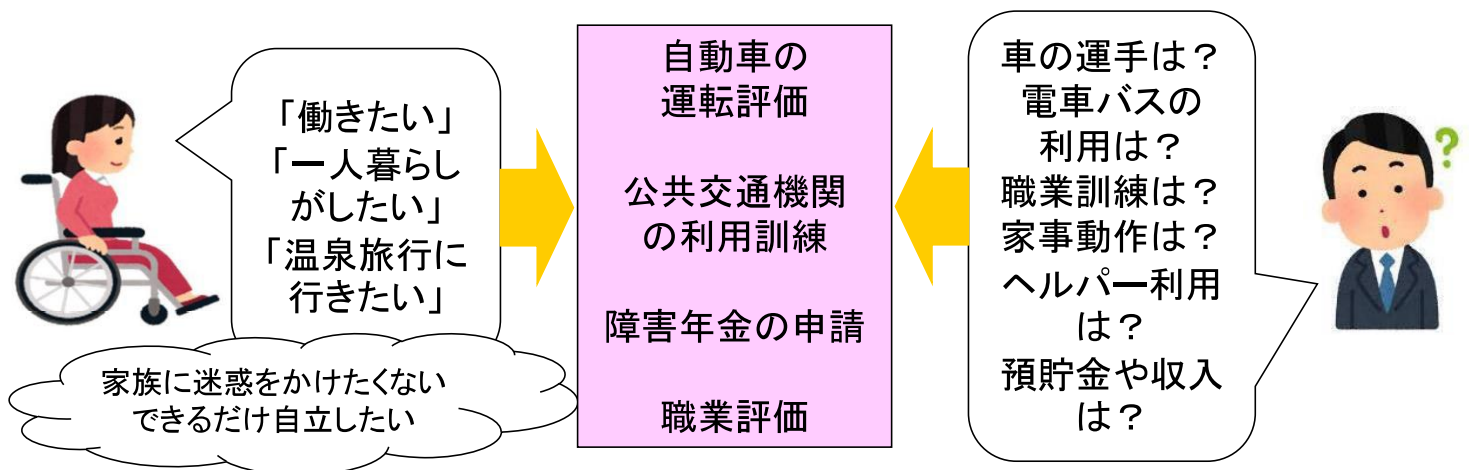 「働きたい」
「一人暮らし
がしたい」
「温泉旅行に
行きたい」
家族に迷惑をかけたくない
できるだけ自立したい
自動車の
運転評価
公共交通機関
の利用訓練
障害年金の申請
職業評価
車の運手は？
電車バスの
利用は？
職業訓練は？
家事動作は？
ヘルパー利用
は？
預貯金や収入
は？
?